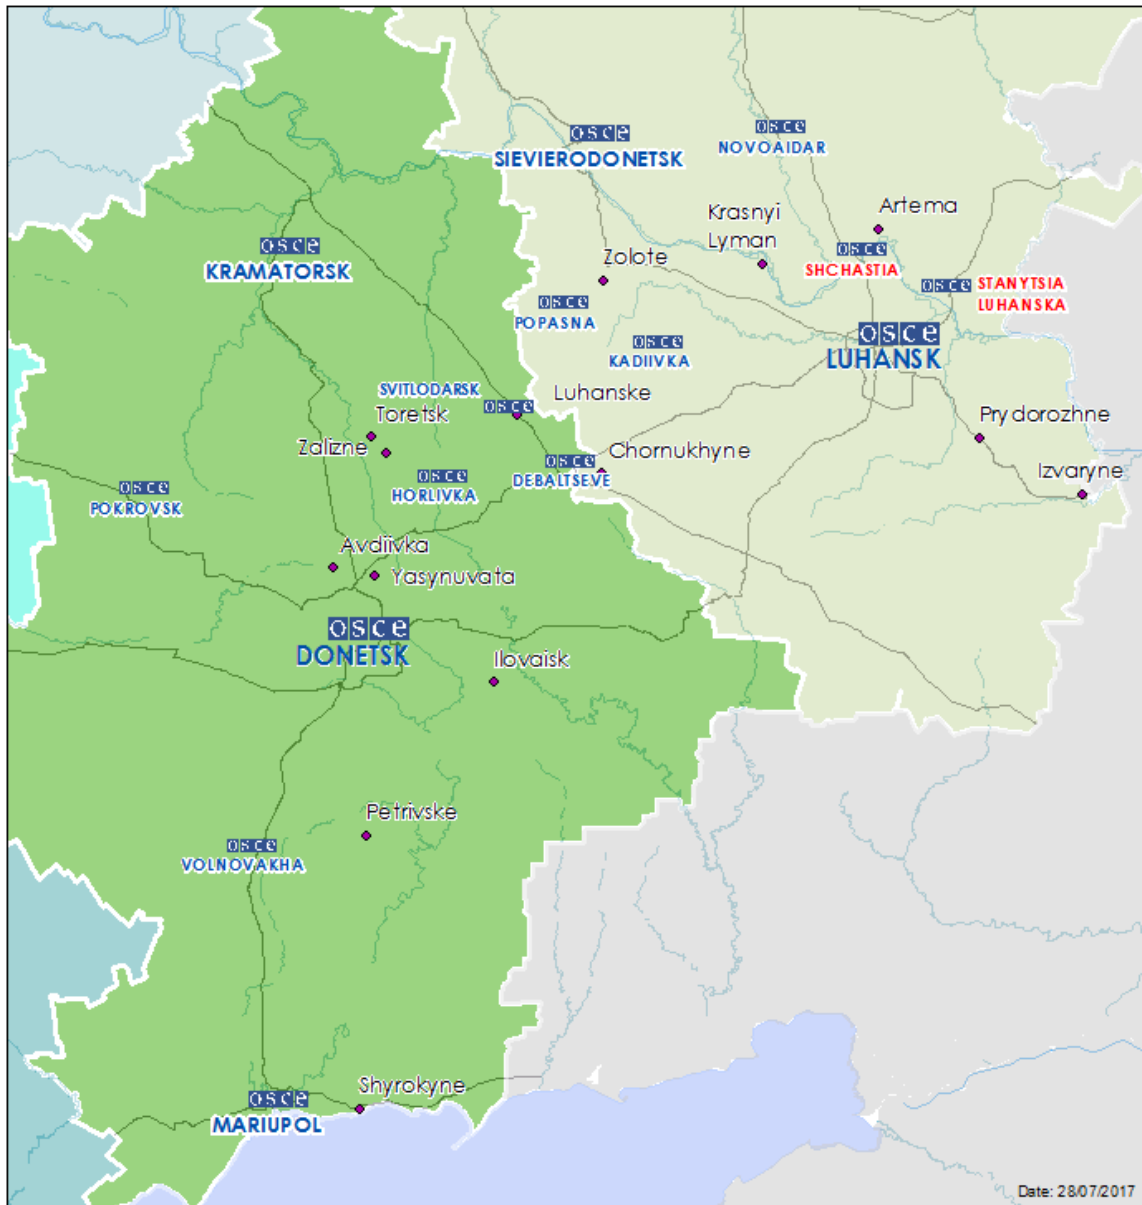 osce
NOVOAIDAR
osce
SIEVIERODONETSK
Artema
Krasnyi
Lyman
osce
KRAMATORSK
osce
SHCHASTIA
Zolote
osce
STANYTSIA
LUHANSKA
osce
POPASNA
osce
LUHANSK
osce
KADIIVKA
SVITLODARSK
osce
Luhanske
Toretsk
Zalizne
Prydorozhne
Chornukhyne
osce
DEBALTSEVE
osce
HORLIVKA
Izvaryne
osce
POKROVSK
Avdiivka
Yasynuvata
osce
DONETSK
Ilovaisk
Petrivske
osce
VOLNOVAKHA
Shyrokyne
osce
MARIUPOL
Date: 28/07/2017